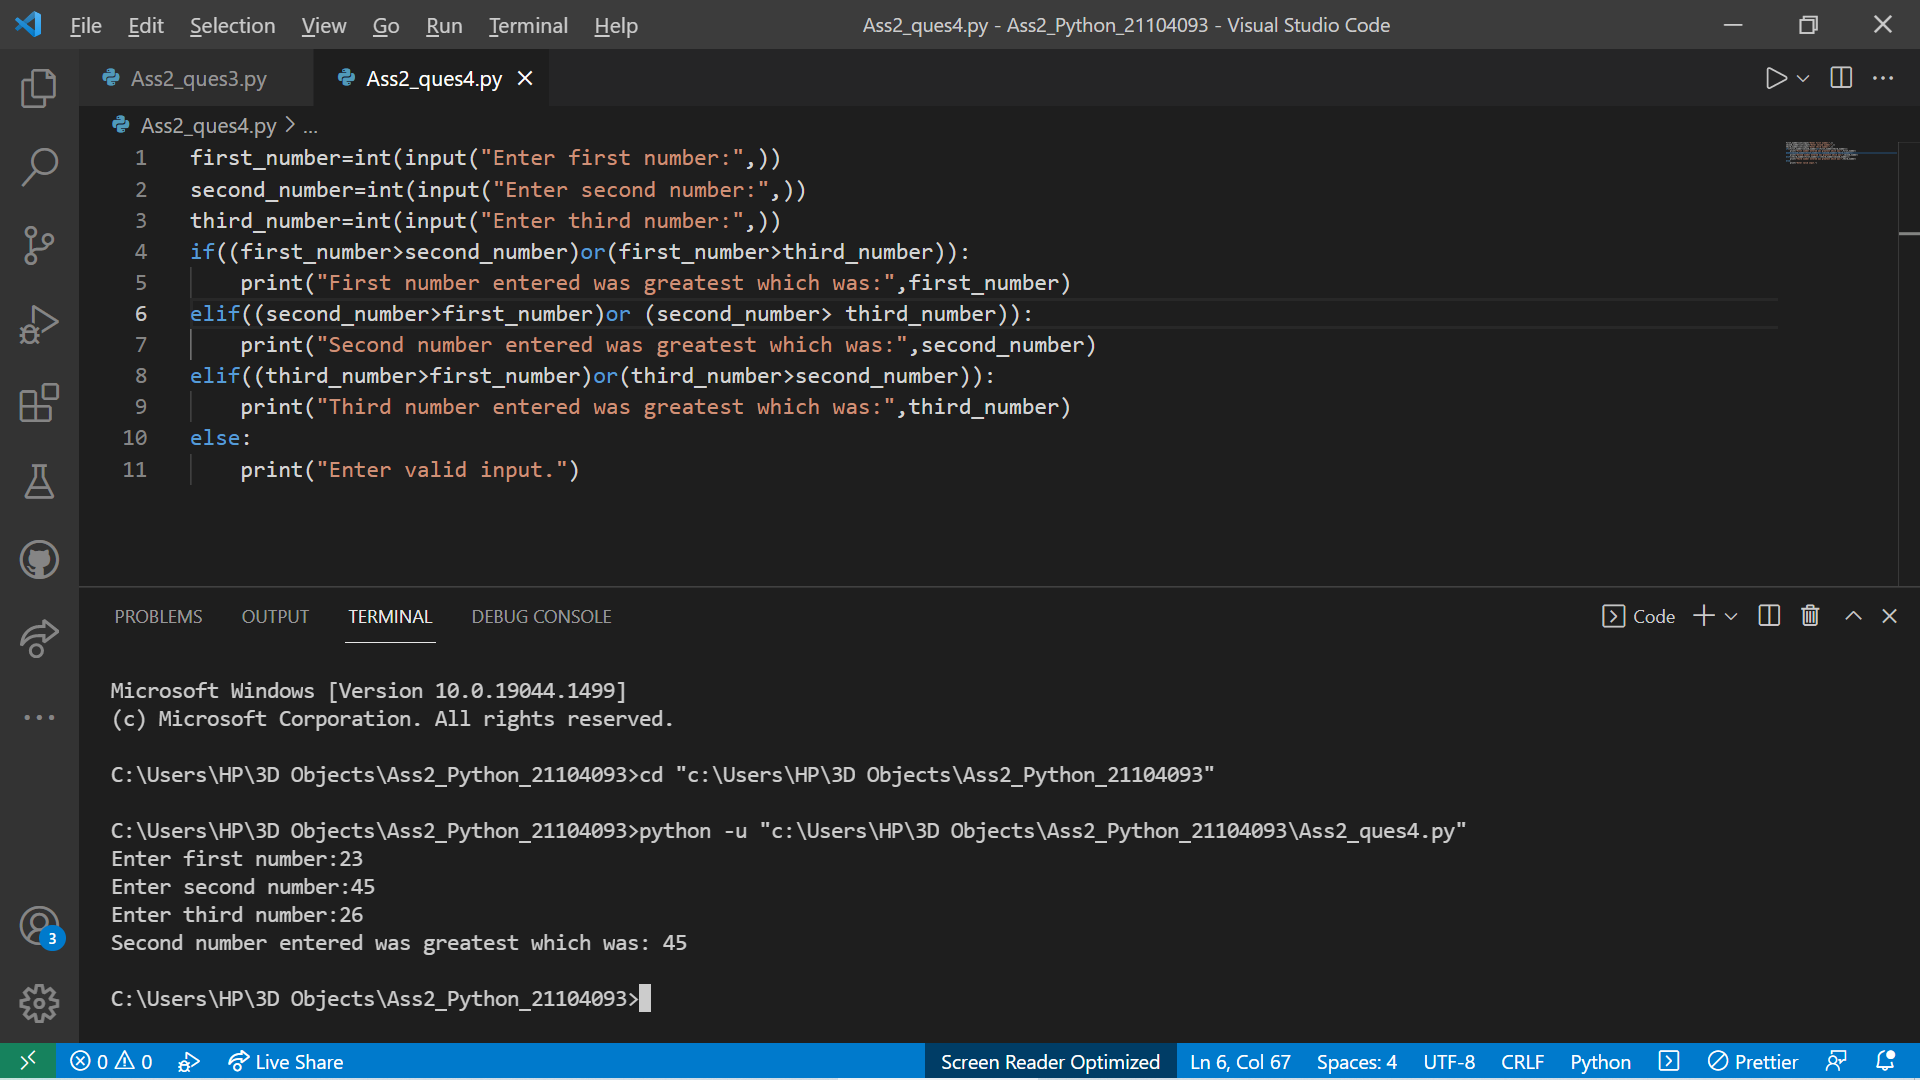 File Edit Selection View Go Run Terminal Help Ass2_ques4.py - Ass2_Python_21104093 - Visual Studio Code
Ass2_ques3.py Ass2_ques4.py
Ass2_ques4.py > ...
1 first_number=int(input("Enter first number:",))
2 second_number=int(input("Enter second number:",))
3 third_number=int(input("Enter third number:",))
4 if((first_number>second_number)or(first_number>third_number)):
5     print("First number entered was greatest which was:",first_number)
6 elif((second_number>first_number)or (second_number> third_number)):
7     print("Second number entered was greatest which was:",second_number)
8 elif((third_number>first_number)or(third_number>second_number)):
9     print("Third number entered was greatest which was:",third_number)
10 else:
11     print("Enter valid input.")
PROBLEMS OUTPUT TERMINAL DEBUG CONSOLE Code
Microsoft Windows [Version 10.0.19044.1499]
(c) Microsoft Corporation. All rights reserved.
C:\Users\HP\3D Objects\Ass2_Python_21104093>cd "c:\Users\HP\3D Objects\Ass2_Python_21104093"
C:\Users\HP\3D Objects\Ass2_Python_21104093>python -u "c:\Users\HP\3D Objects\Ass2_Python_21104093\Ass2_ques4.py"
Enter first number:23
Enter second number:45
Enter third number:26
Second number entered was greatest which was: 45
C:\Users\HP\3D Objects\Ass2_Python_21104093>
3
0 0 Live Share Screen Reader Optimized Ln 6, Col 67 Spaces: 4 UTF-8 CRLF Python Prettier